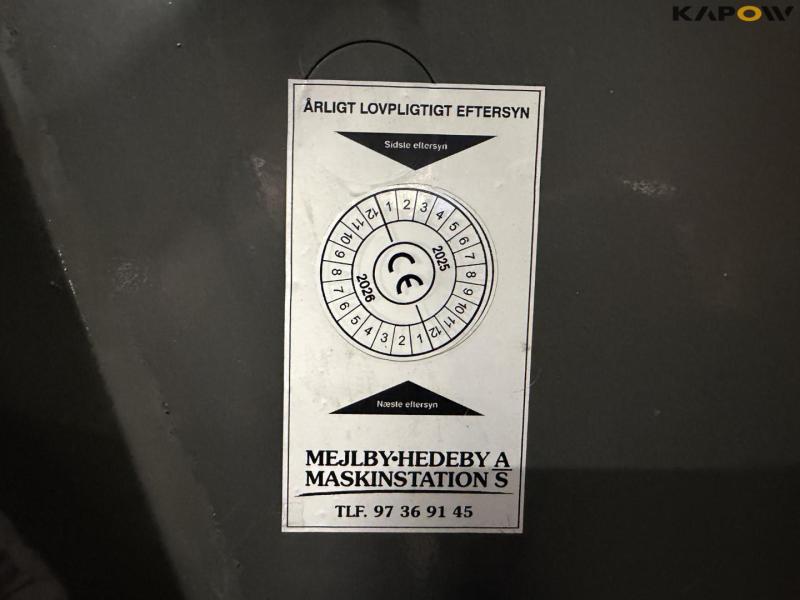 KAPOW
ÅRLIGT LOVPLIGTIGT EFTERSYN
Sidste eftersyn
1 2 3 4 5 6 7 8 9 10 11 12
2025
CE
2026
1 2 3 4 5 6 7 8 9 10 11 12
Næste eftersyn
MEJLBY•HEDEBY A
MASKINSTATION S
TLF. 97 36 91 45